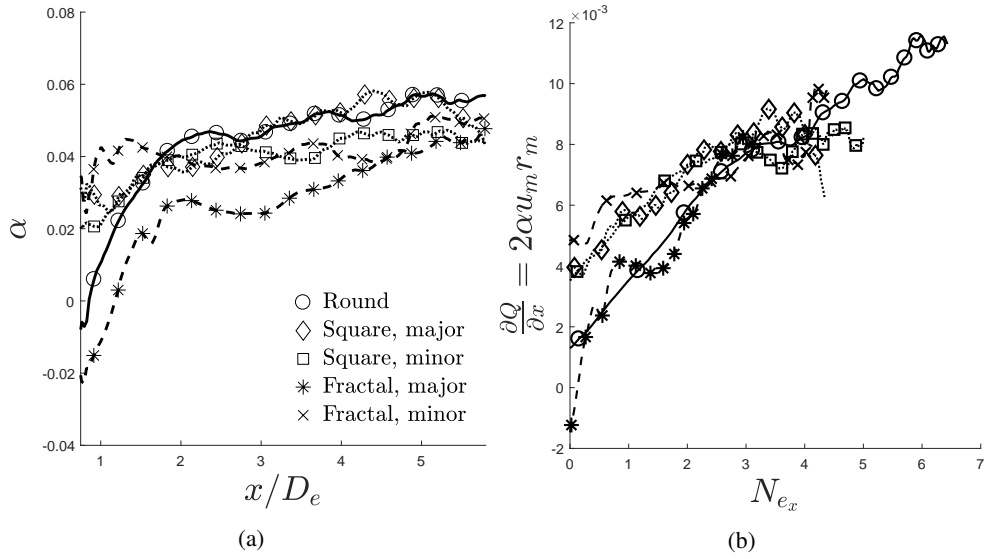 0.08
0.06
0.04
0.02
0
-0.02
-0.04
α
1
2
3
4
5
x/D_e
Round
Square, major
Square, minor
Fractal, major
Fractal, minor
(a)
×10^-3
12
10
8
6
4
2
0
-2
∂Q/∂x = 2αu_m r_m
0
1
2
3
4
5
6
7
N_{e_x}
(b)